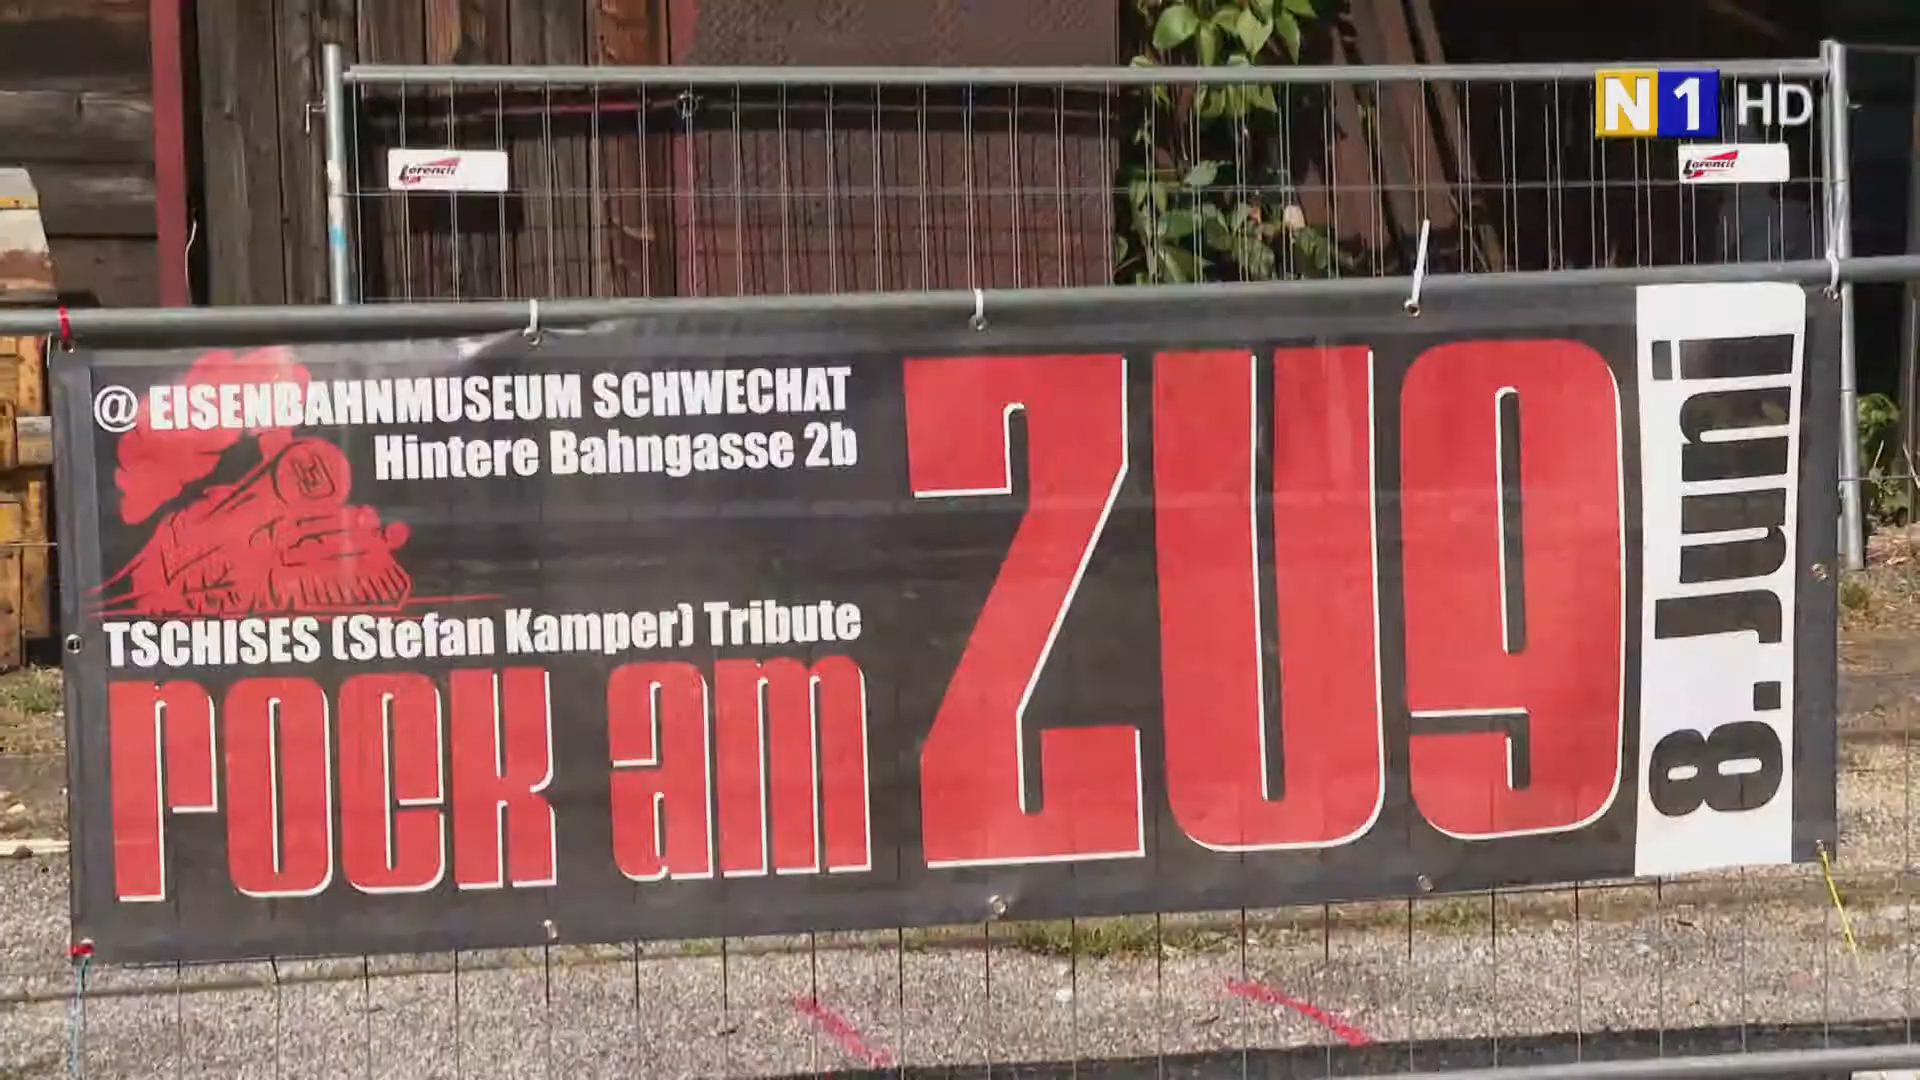 N1 HD
Lorencic
Lorencic
@ EISENBAHNMUSEUM SCHWECHAT
Hintere Bahngasse 2b
TSCHISES (Stefan Kamper) Tribute
rock am
zug
8. Juni